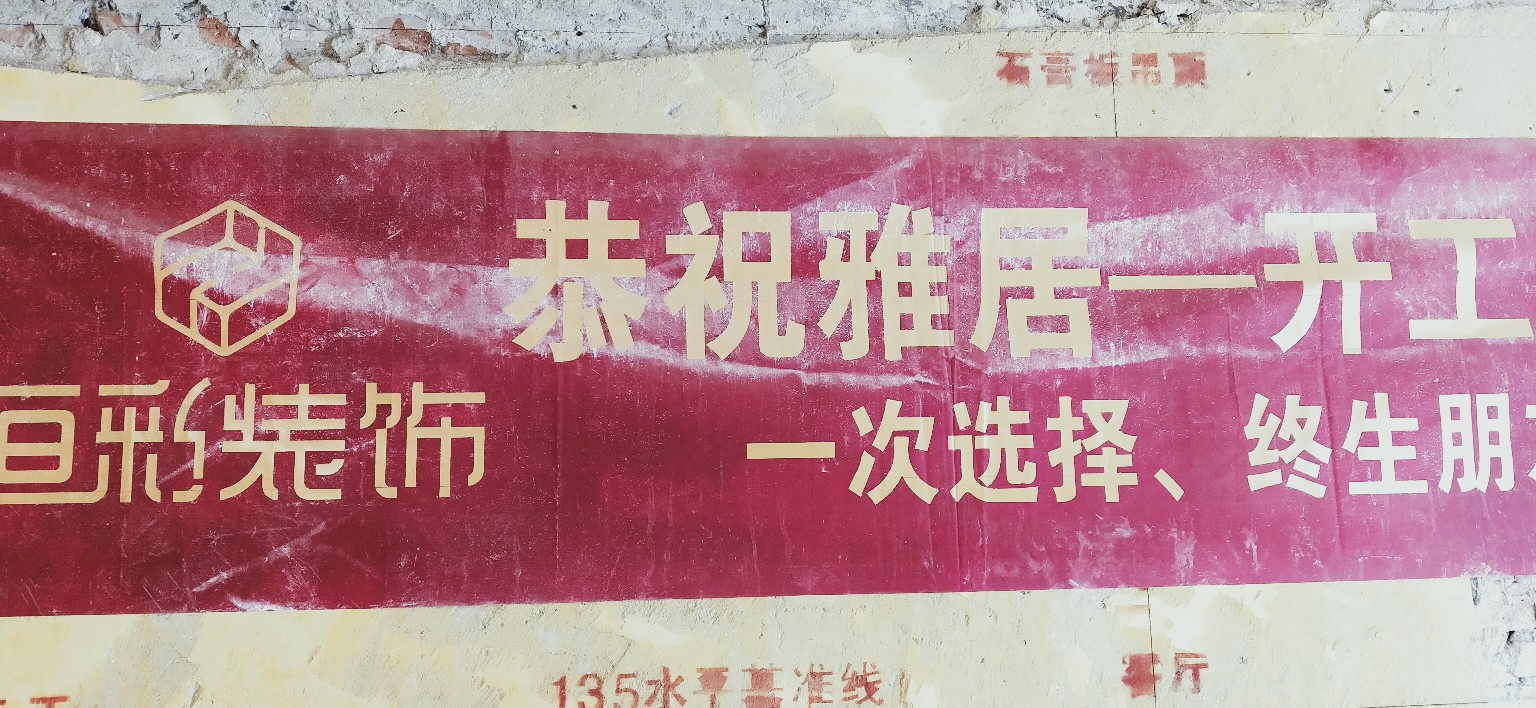 石膏板吊顶
恭祝雅居一开工
彩装饰
一次选择、终生朋
135水平基准线
客厅